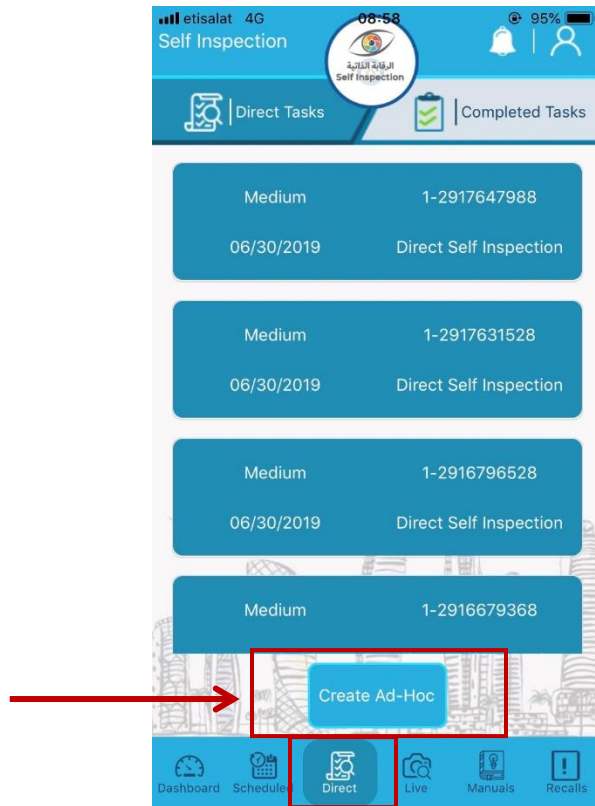 etisalat 4G 08:58 95%
Self Inspection
الرقابة الذاتية
Self Inspection
Direct Tasks
Completed Tasks
Medium 1-2917647988
06/30/2019 Direct Self Inspection
Medium 1-2917631528
06/30/2019 Direct Self Inspection
Medium 1-2916796528
06/30/2019 Direct Self Inspection
Medium 1-2916679368
Create Ad-Hoc
Dashboard Scheduled Direct Live Manuals Recalls